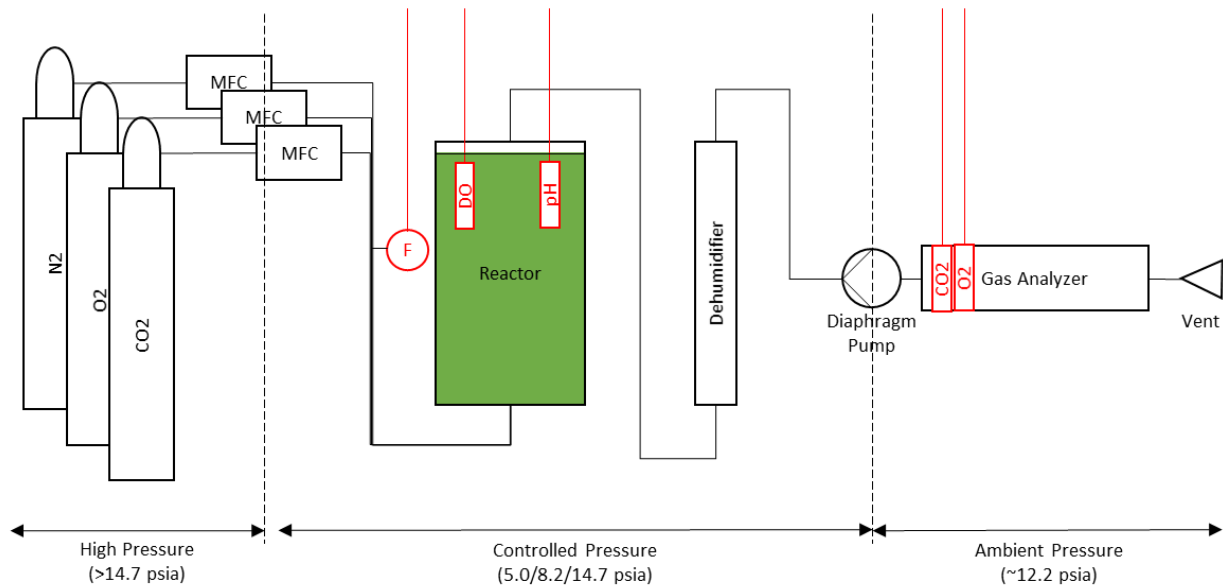 MFC
MFC
MFC
N2
O2
CO2
F
DO
pH
Reactor
Dehumidifier
Diaphragm
Pump
CO2
O2
Gas Analyzer
Vent
High Pressure
(>14.7 psia)
Controlled Pressure
(5.0/8.2/14.7 psia)
Ambient Pressure
(~12.2 psia)